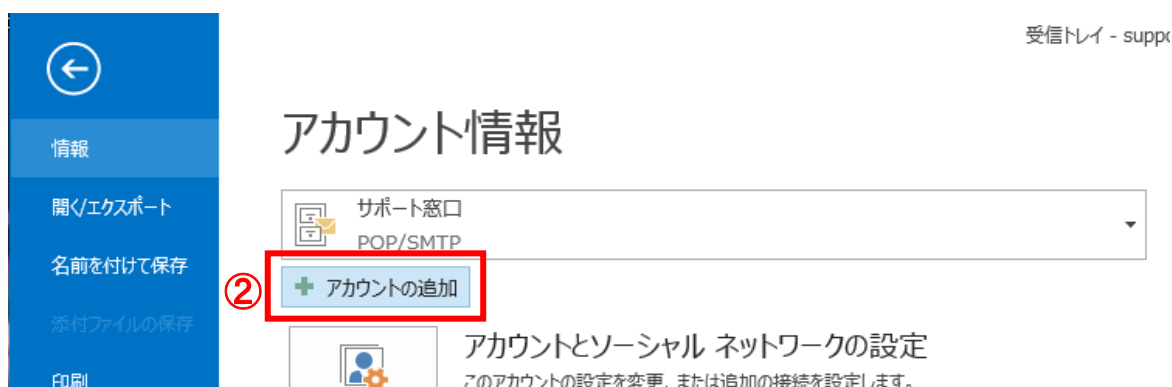 受信トレイ - suppo
アカウント情報
情報
開く/エクスポート
名前を付けて保存
添付ファイルの保存
印刷
サポート窓口
POP/SMTP
②
アカウントの追加
アカウントとソーシャル ネットワークの設定
このアカウントの設定を変更、または追加の接続を設定します。